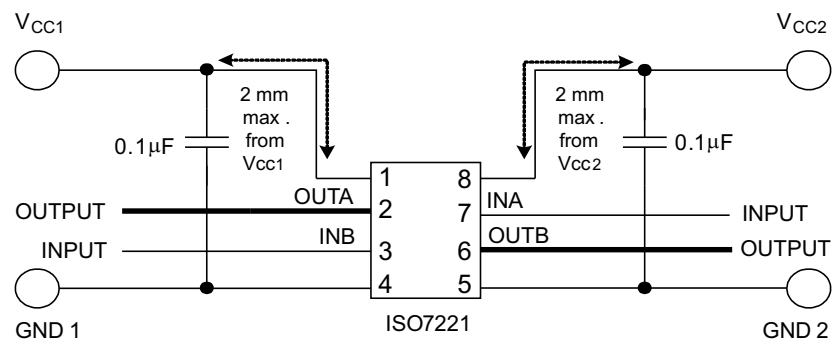 VCC1
VCC2
2 mm
max .
from
VCC1
2 mm
max .
from
VCC2
0.1μF
0.1μF
1
8
OUTA
INA
OUTPUT
2
7
INPUT
INB
OUTB
INPUT
3
6
OUTPUT
4
5
GND 1
ISO7221
GND 2